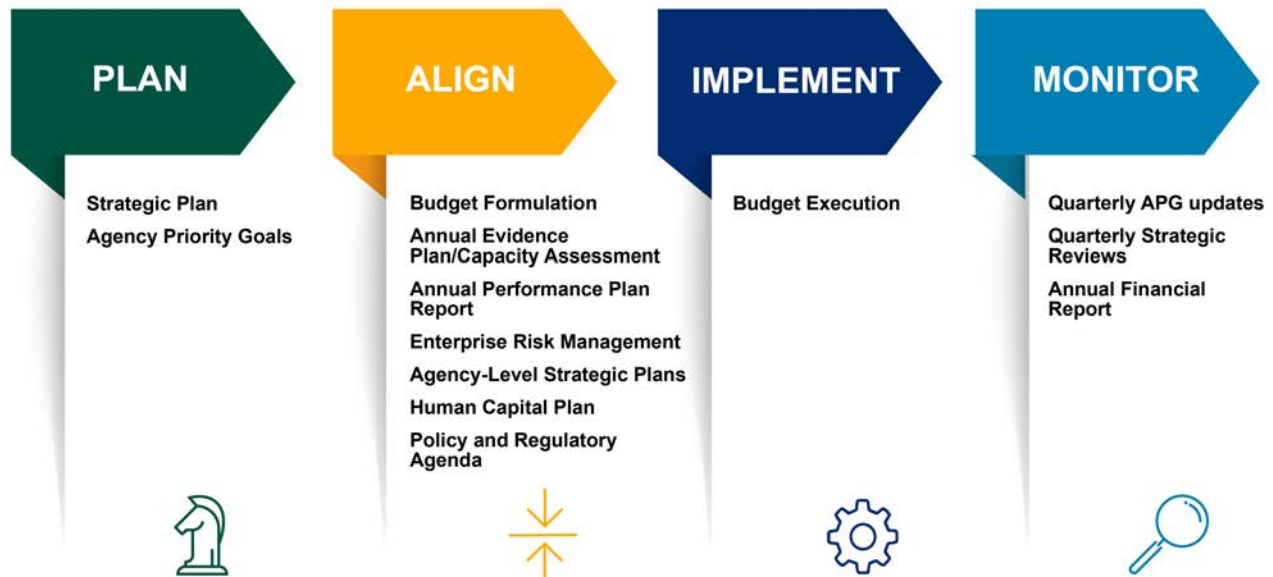 PLAN
Strategic Plan
Agency Priority Goals
ALIGN
Budget Formulation
Annual Evidence
Plan/Capacity Assessment
Annual Performance Plan
Report
Enterprise Risk Management
Agency-Level Strategic Plans
Human Capital Plan
Policy and Regulatory
Agenda
IMPLEMENT
Budget Execution
MONITOR
Quarterly APG updates
Quarterly Strategic
Reviews
Annual Financial
Report